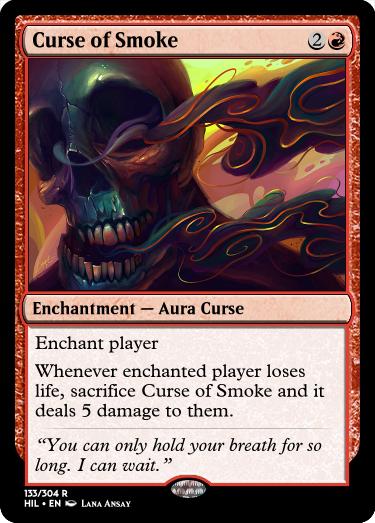 Curse of Smoke 2
Enchantment — Aura Curse
Enchant player
Whenever enchanted player loses
life, sacrifice Curse of Smoke and it
deals 5 damage to them.
“You can only hold your breath for so
long. I can wait.”
133/304 R
HIL • EN Lana Ansay